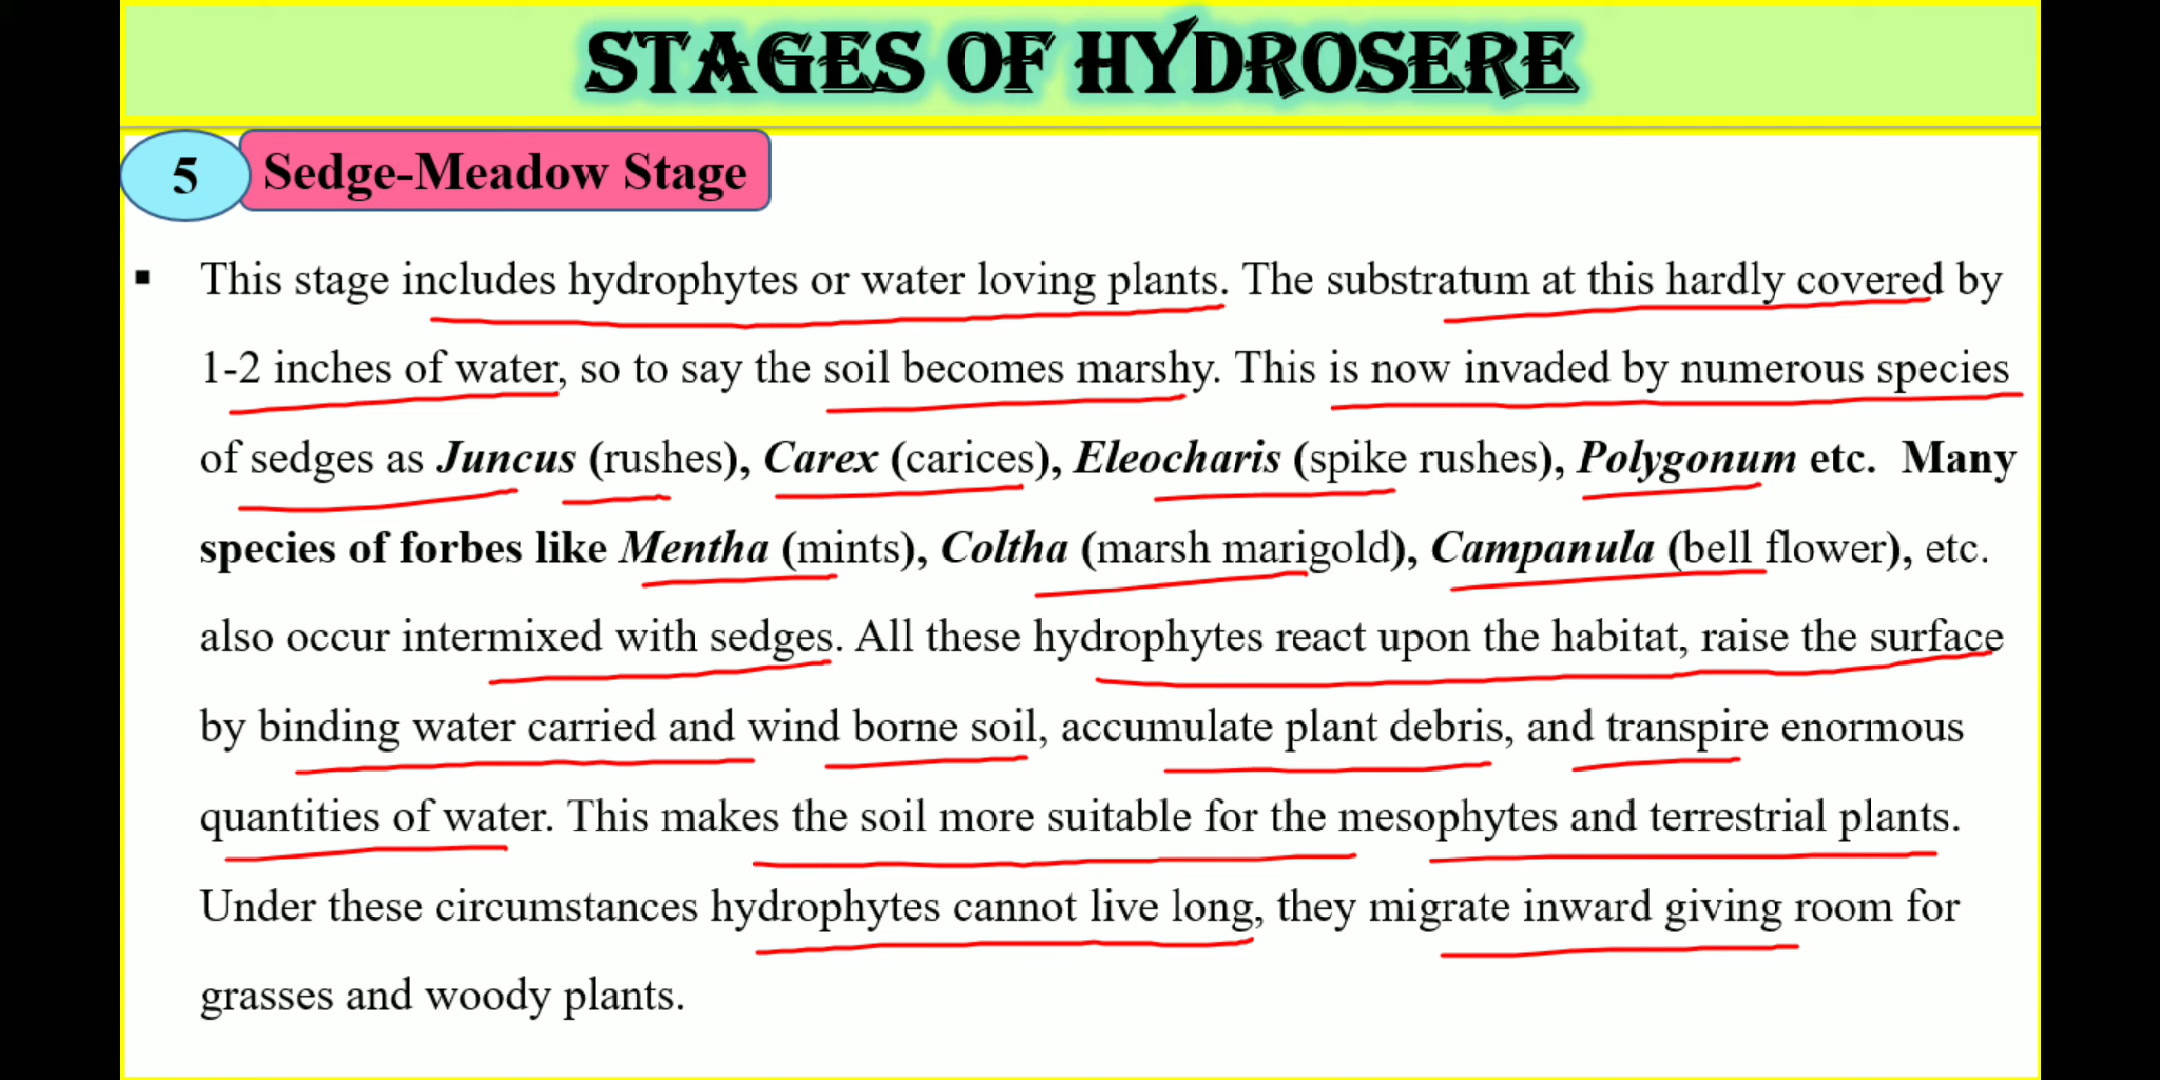 STAGES OF HYDROSERE
5 Sedge-Meadow Stage
▪ This stage includes hydrophytes or water loving plants. The substratum at this hardly covered by
1-2 inches of water, so to say the soil becomes marshy. This is now invaded by numerous species
of sedges as Juncus (rushes), Carex (carices), Eleocharis (spike rushes), Polygonum etc. Many
species of forbes like Mentha (mints), Coltha (marsh marigold), Campanula (bell flower), etc.
also occur intermixed with sedges. All these hydrophytes react upon the habitat, raise the surface
by binding water carried and wind borne soil, accumulate plant debris, and transpire enormous
quantities of water. This makes the soil more suitable for the mesophytes and terrestrial plants.
Under these circumstances hydrophytes cannot live long, they migrate inward giving room for
grasses and woody plants.